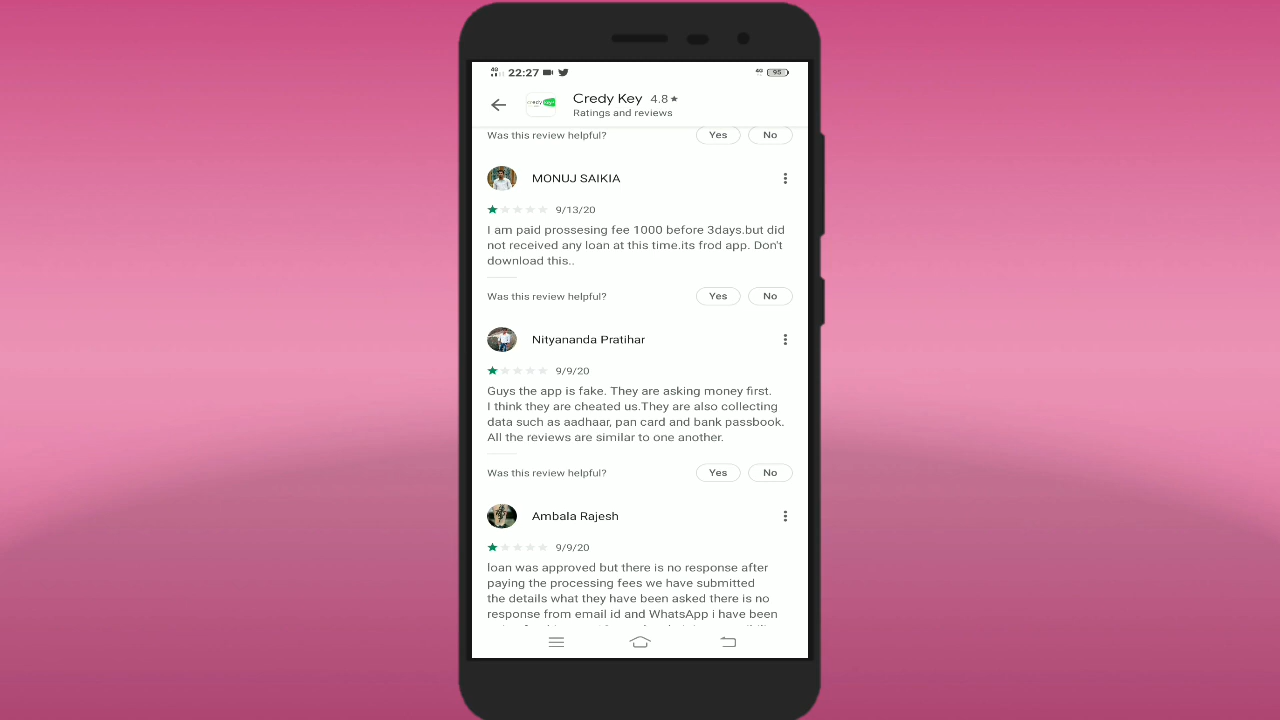 4G 22:27 4G 95
credy key Credy Key 4.8★
Ratings and reviews
Was this review helpful? Yes No
MONUJ SAIKIA
9/13/20
I am paid prossesing fee 1000 before 3days.but did
not received any loan at this time.its frod app. Don't
download this..
Was this review helpful? Yes No
Nityananda Pratihar
9/9/20
Guys the app is fake. They are asking money first.
I think they are cheated us.They are also collecting
data such as aadhaar, pan card and bank passbook.
All the reviews are similar to one another.
Was this review helpful? Yes No
Ambala Rajesh
9/9/20
loan was approved but there is no response after
paying the processing fees we have submitted
the details what they have been asked there is no
response from email id and WhatsApp i have been